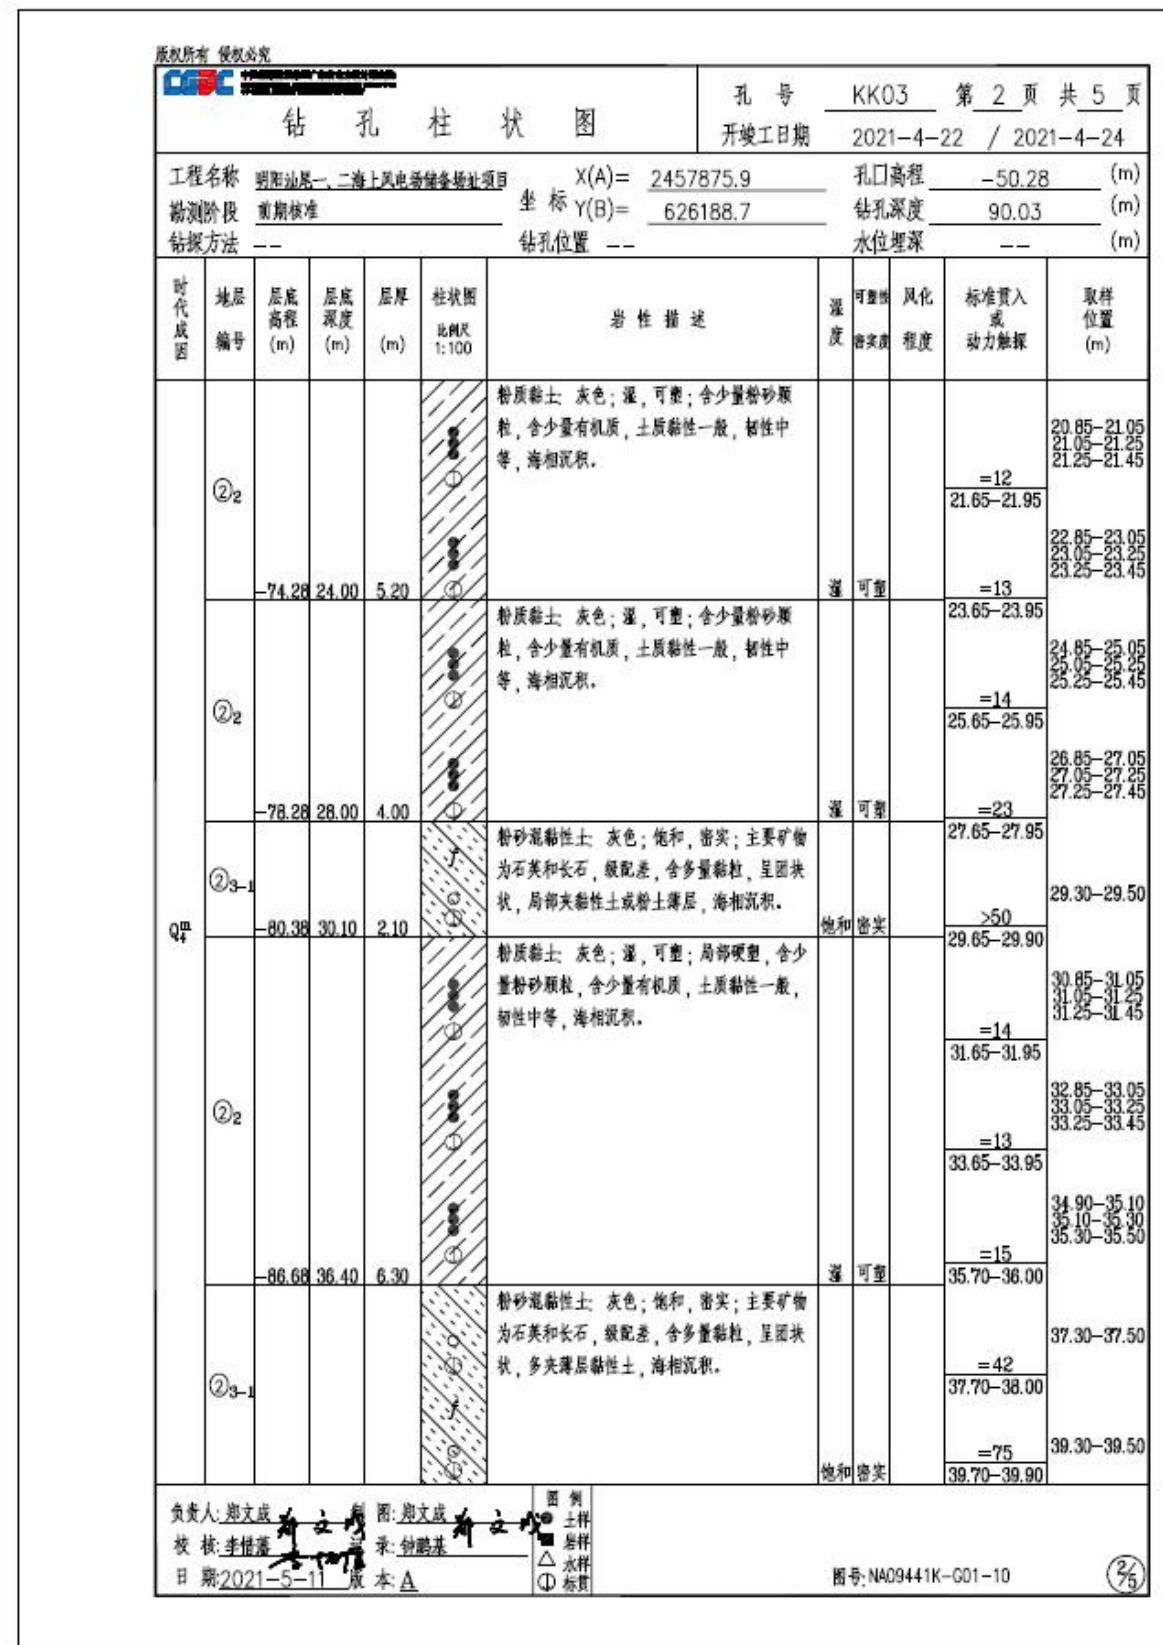 版权所有 侵权必究
钻 孔 柱 状 图
孔 号 KK03 第 2 页 共 5 页
开竣工日期 2021-4-22 / 2021-4-24
工程名称 明阳汕尾一、二海上风电场储备场址项目
勘测阶段 前期核准
钻探方法 --
坐标 X(A)= 2457875.9
Y(B)= 626188.7
钻孔位置 --
孔口高程 -50.28 (m)
钻孔深度 90.03 (m)
水位埋深 -- (m)
时代成因
地层编号
层底高程(m)
层底深度(m)
层厚(m)
柱状图 比例尺 1:100
岩 性 描 述
湿度
可塑性 密实度
风化程度
标准贯入或动力触探
取样位置(m)
Q₄ᵐ
②₂
-74.28 24.00 5.20
粉质黏土: 灰色;湿,可塑;含少量粉砂颗
粒,含少量有机质,土质黏性一般,韧性中
等,海相沉积。
湿 可塑
=12
21.65-21.95
=13
23.65-23.95
20.85-21.05
21.05-21.25
21.25-21.45
22.85-23.05
23.05-23.25
23.25-23.45
②₂
-78.28 28.00 4.00
粉质黏土: 灰色;湿,可塑;含少量粉砂颗
粒,含少量有机质,土质黏性一般,韧性中
等,海相沉积。
湿 可塑
=14
25.65-25.95
=23
27.65-27.95
24.85-25.05
25.05-25.25
25.25-25.45
26.85-27.05
27.05-27.25
27.25-27.45
②₃₋₁
-80.38 30.10 2.10
f
粉砂混黏性土: 灰色;饱和,密实;主要矿物
为石英和长石,级配差,含多量黏粒,呈团块
状,局部夹黏性土或粉土薄层,海相沉积。
饱和 密实
>50
29.65-29.90
29.30-29.50
②₂
-86.68 36.40 6.30
粉质黏土: 灰色;湿,可塑;局部硬塑,含少
量粉砂颗粒,含少量有机质,土质黏性一般,
韧性中等,海相沉积。
湿 可塑
=14
31.65-31.95
=13
33.65-33.95
=15
35.70-36.00
30.85-31.05
31.05-31.25
31.25-31.45
32.85-33.05
33.05-33.25
33.25-33.45
34.90-35.10
35.10-35.30
35.30-35.50
②₃₋₁
f
粉砂混黏性土: 灰色;饱和,密实;主要矿物
为石英和长石,级配差,含多量黏粒,呈团块
状,多夹薄层黏性土,海相沉积。
饱和 密实
=42
37.70-38.00
=75
39.70-39.90
37.30-37.50
39.30-39.50
负责人: 郑文成 制 图: 郑文成
校 核: 李惜藩 录: 钟鹏基
日 期: 2021-5-11 版 本: A
图 例
土样
岩样
水样
标贯
图号: NA09441K-G01-10
2/5